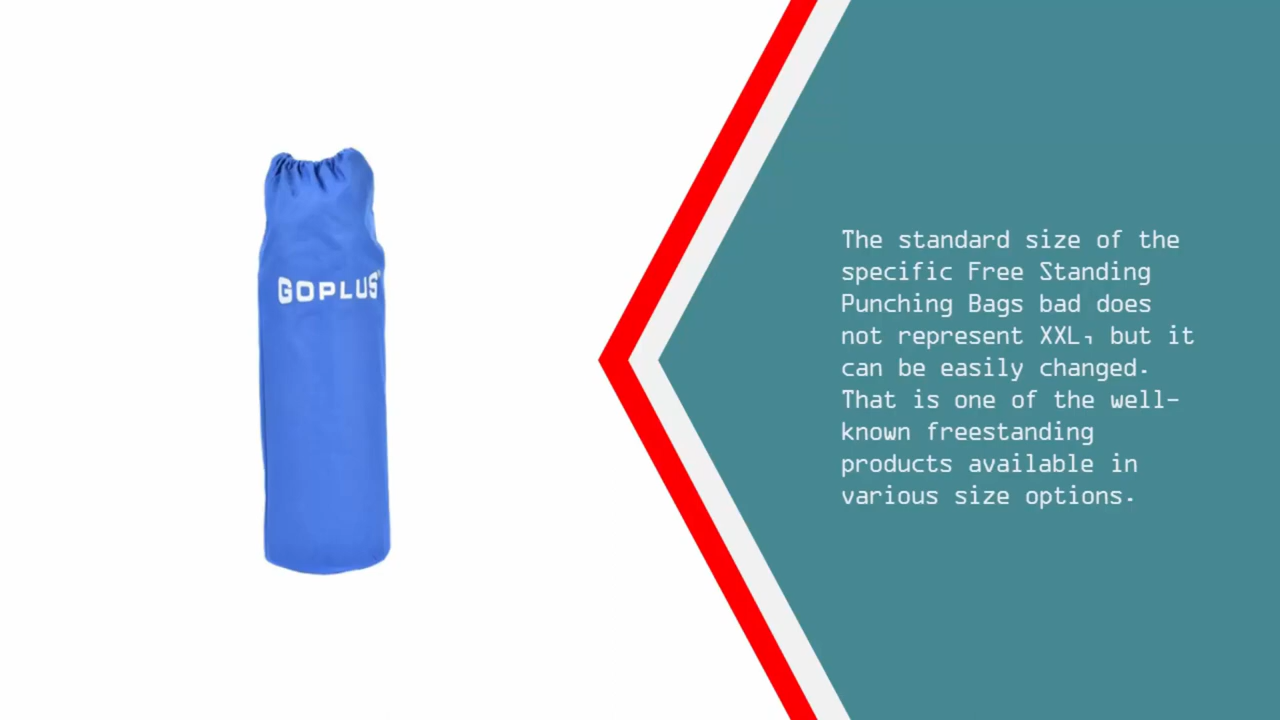 GOPLUS
The standard size of the
specific Free Standing
Punching Bags bad does
not represent XXL, but it
can be easily changed.
That is one of the well-
known freestanding
products available in
various size options.